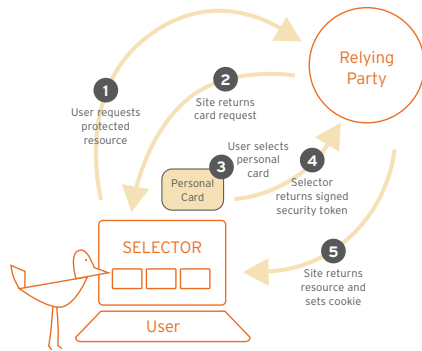 Relying
Party
1
User requests
protected
resource
2
Site returns
card request
3
User selects
personal
card
Personal
Card
4
Selector
returns signed
security token
SELECTOR
User
5
Site returns
resource and
sets cookie